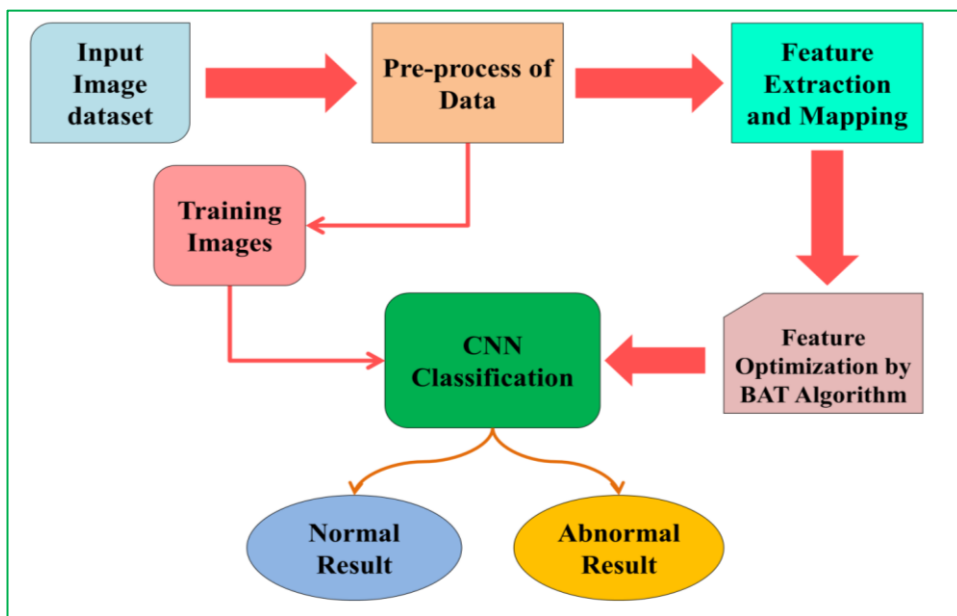 Input
Image
dataset
Pre-process of
Data
Feature
Extraction
and Mapping
Training
Images
CNN
Classification
Feature
Optimization by
BAT Algorithm
Normal
Result
Abnormal
Result